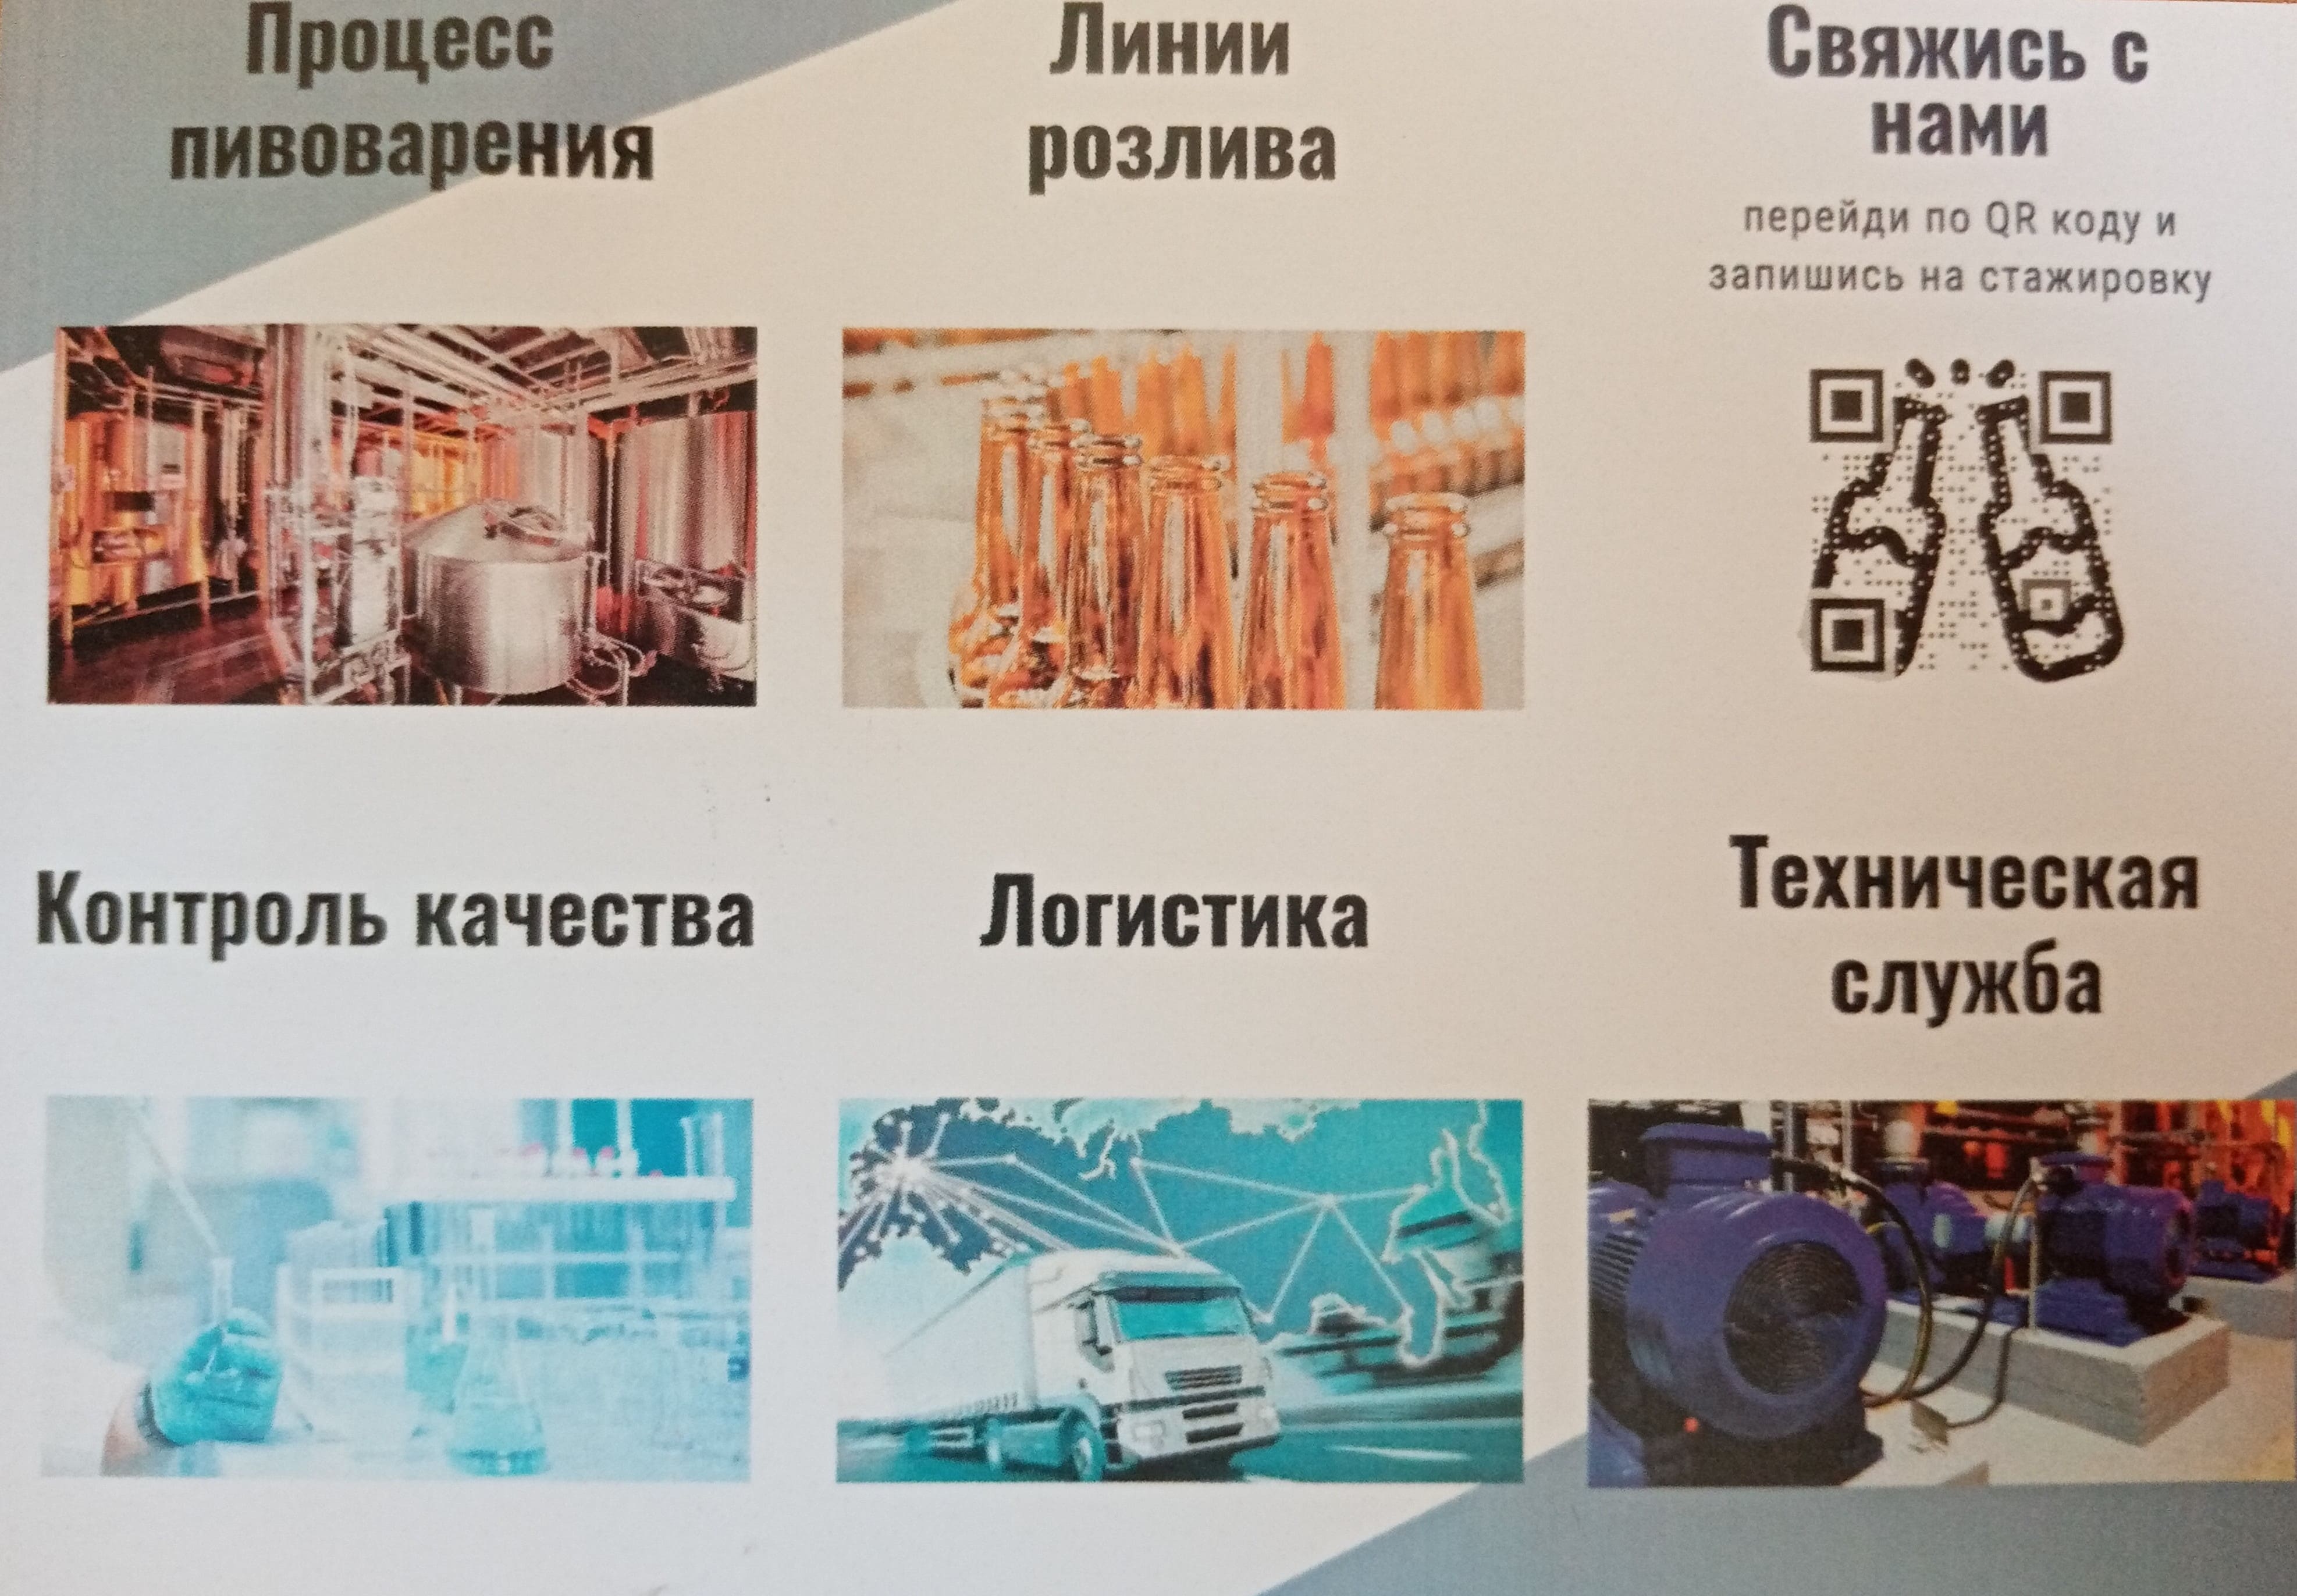 Процесс
пивоварения
Линии
розлива
Свяжись с
нами
перейди по QR коду и
запишись на стажировку
Контроль качества
Логистика
Техническая
служба